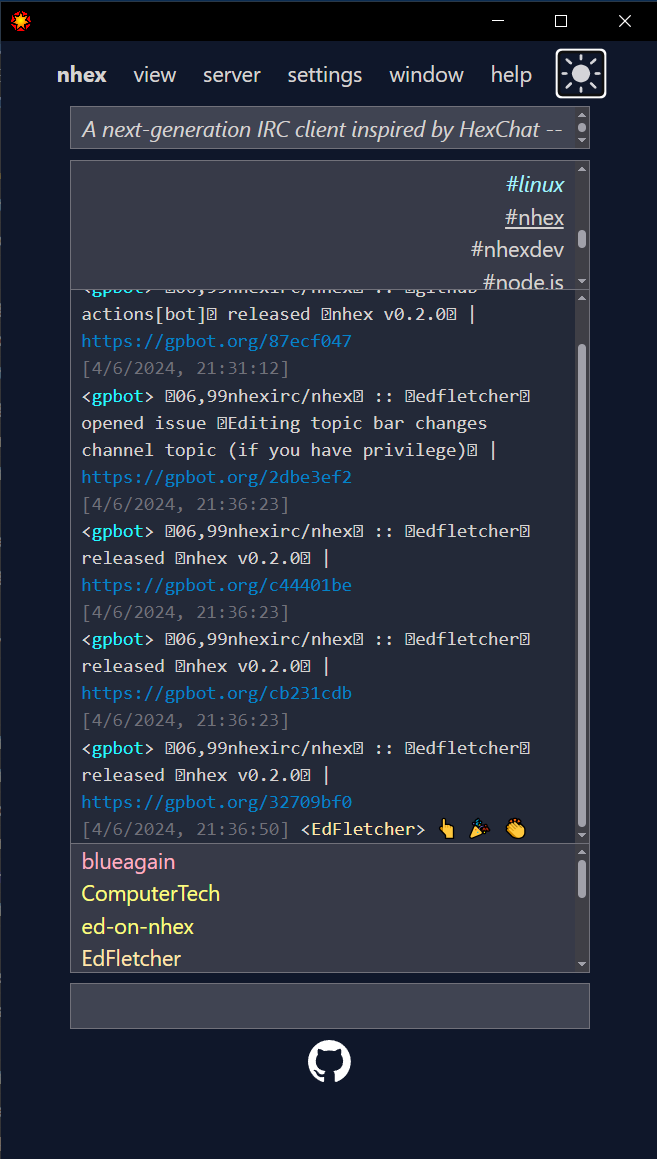 nhex view server settings window help
A next-generation IRC client inspired by HexChat --
#linux
#nhex
#nhexdev
#node.js
<gpbot> 06,99nhexirc/nhex :: github-
actions[bot] released nhex v0.2.0 |
https://gpbot.org/87ecf047
[4/6/2024, 21:31:12]
<gpbot> 06,99nhexirc/nhex :: edfletcher
opened issue Editing topic bar changes
channel topic (if you have privilege) |
https://gpbot.org/2dbe3ef2
[4/6/2024, 21:36:23]
<gpbot> 06,99nhexirc/nhex :: edfletcher
released nhex v0.2.0 |
https://gpbot.org/c44401be
[4/6/2024, 21:36:23]
<gpbot> 06,99nhexirc/nhex :: edfletcher
released nhex v0.2.0 |
https://gpbot.org/cb231cdb
[4/6/2024, 21:36:23]
<gpbot> 06,99nhexirc/nhex :: edfletcher
released nhex v0.2.0 |
https://gpbot.org/32709bf0
[4/6/2024, 21:36:50] <EdFletcher> 👆 🎉 👏
blueagain
ComputerTech
ed-on-nhex
EdFletcher